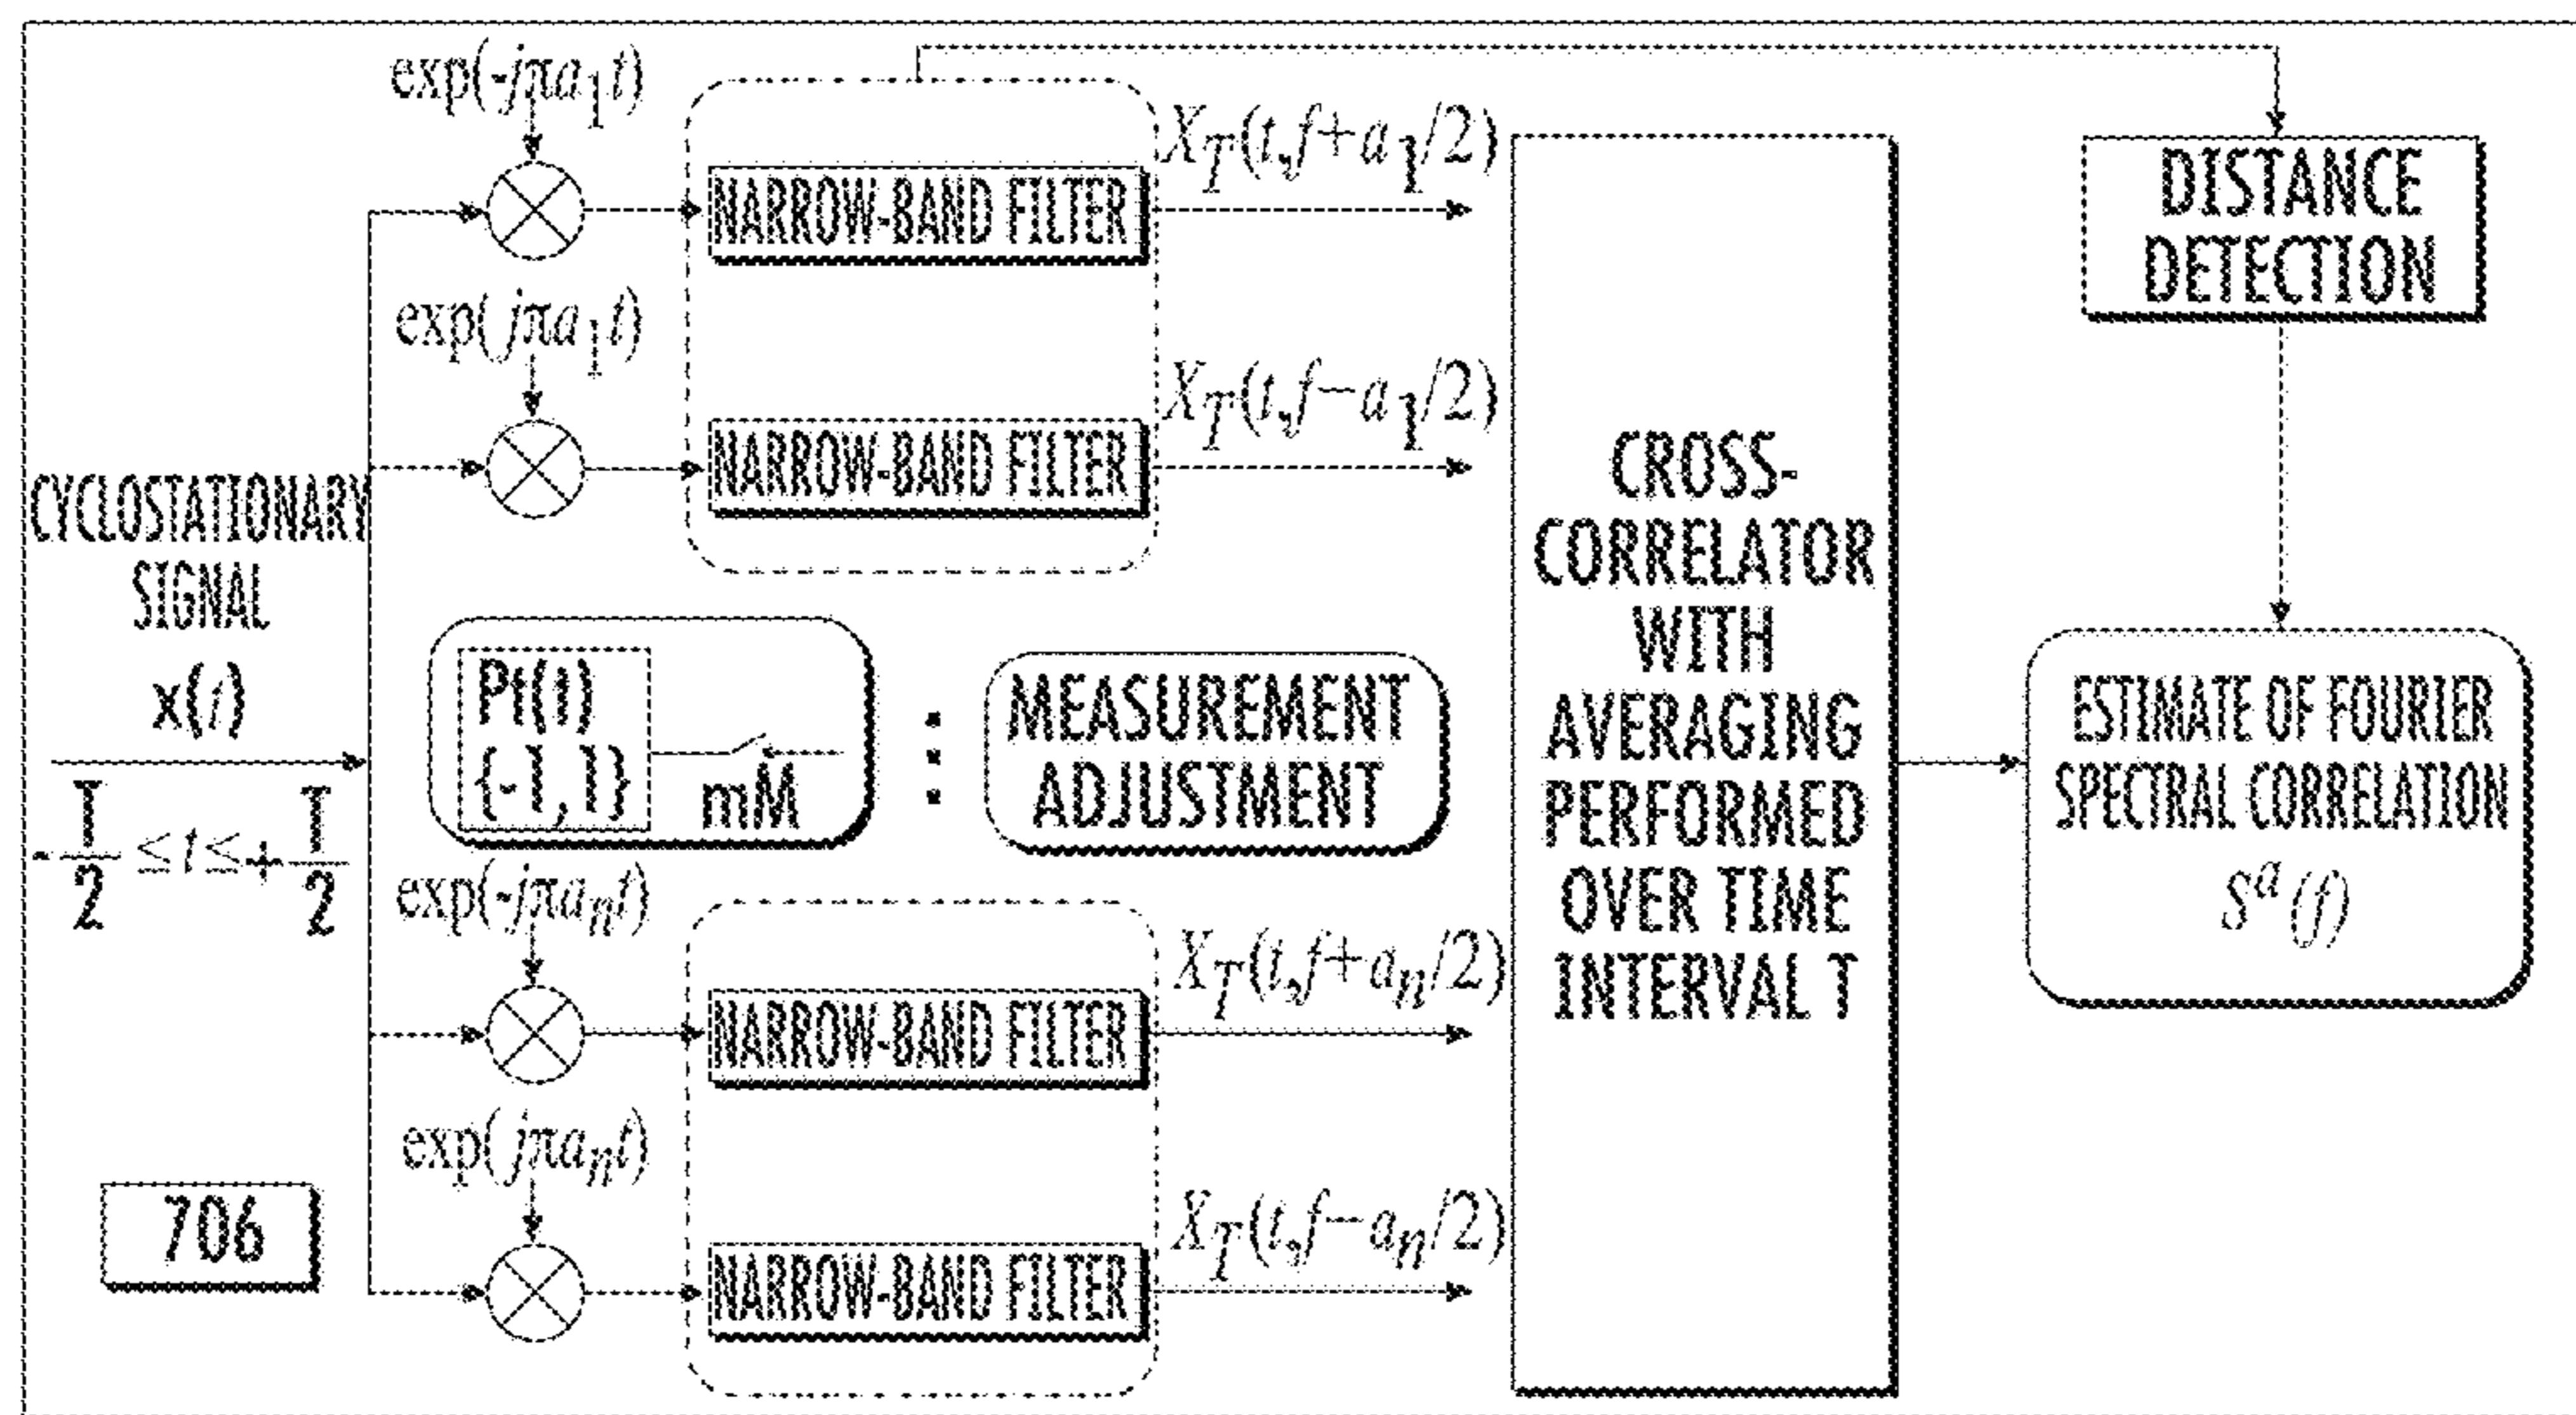 exp(-jπa1t)
NARROW-BAND FILTER
XT(t,f+a1/2)
exp(jπa1t)
NARROW-BAND FILTER
XT(t,f−a1/2)
CYCLOSTATIONARY
SIGNAL
x(t)
-T/2 ≤t≤+T/2
Pf(t)
{-1,1}
mM
⋮
MEASUREMENT
ADJUSTMENT
exp(-jπant)
NARROW-BAND FILTER
XT(t,f+an/2)
exp(jπant)
NARROW-BAND FILTER
XT(t,f−an/2)
706
CROSS-
CORRELATOR
WITH
AVERAGING
PERFORMED
OVER TIME
INTERVAL T
DISTANCE
DETECTION
ESTIMATE OF FOURIER
SPECTRAL CORRELATION
Sa(f)